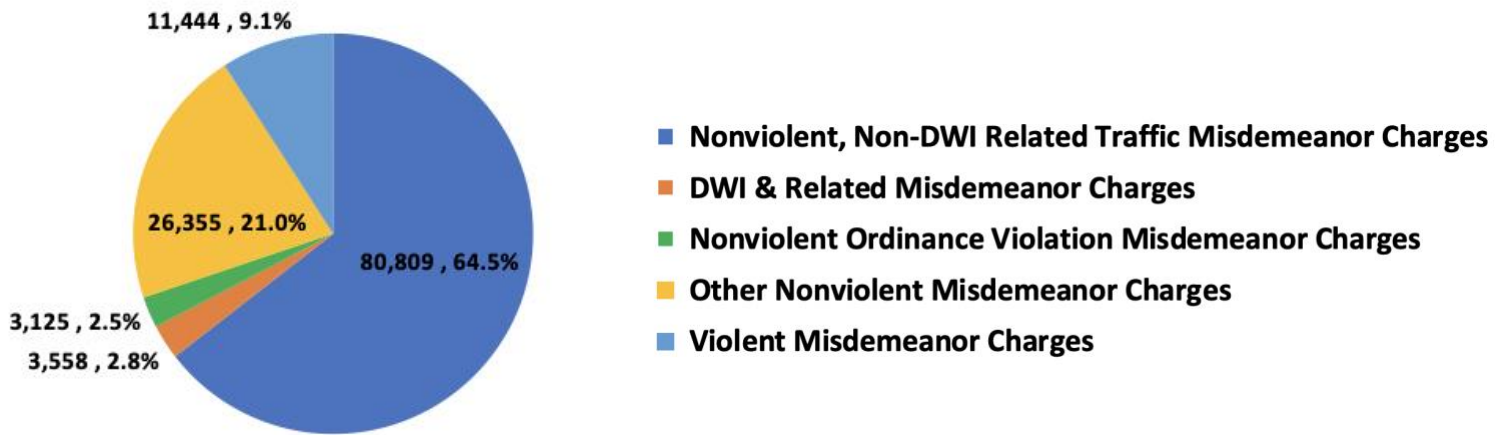 11,444 , 9.1%
26,355 , 21.0%
80,809 , 64.5%
3,125 , 2.5%
3,558 , 2.8%
Nonviolent, Non-DWI Related Traffic Misdemeanor Charges
DWI & Related Misdemeanor Charges
Nonviolent Ordinance Violation Misdemeanor Charges
Other Nonviolent Misdemeanor Charges
Violent Misdemeanor Charges